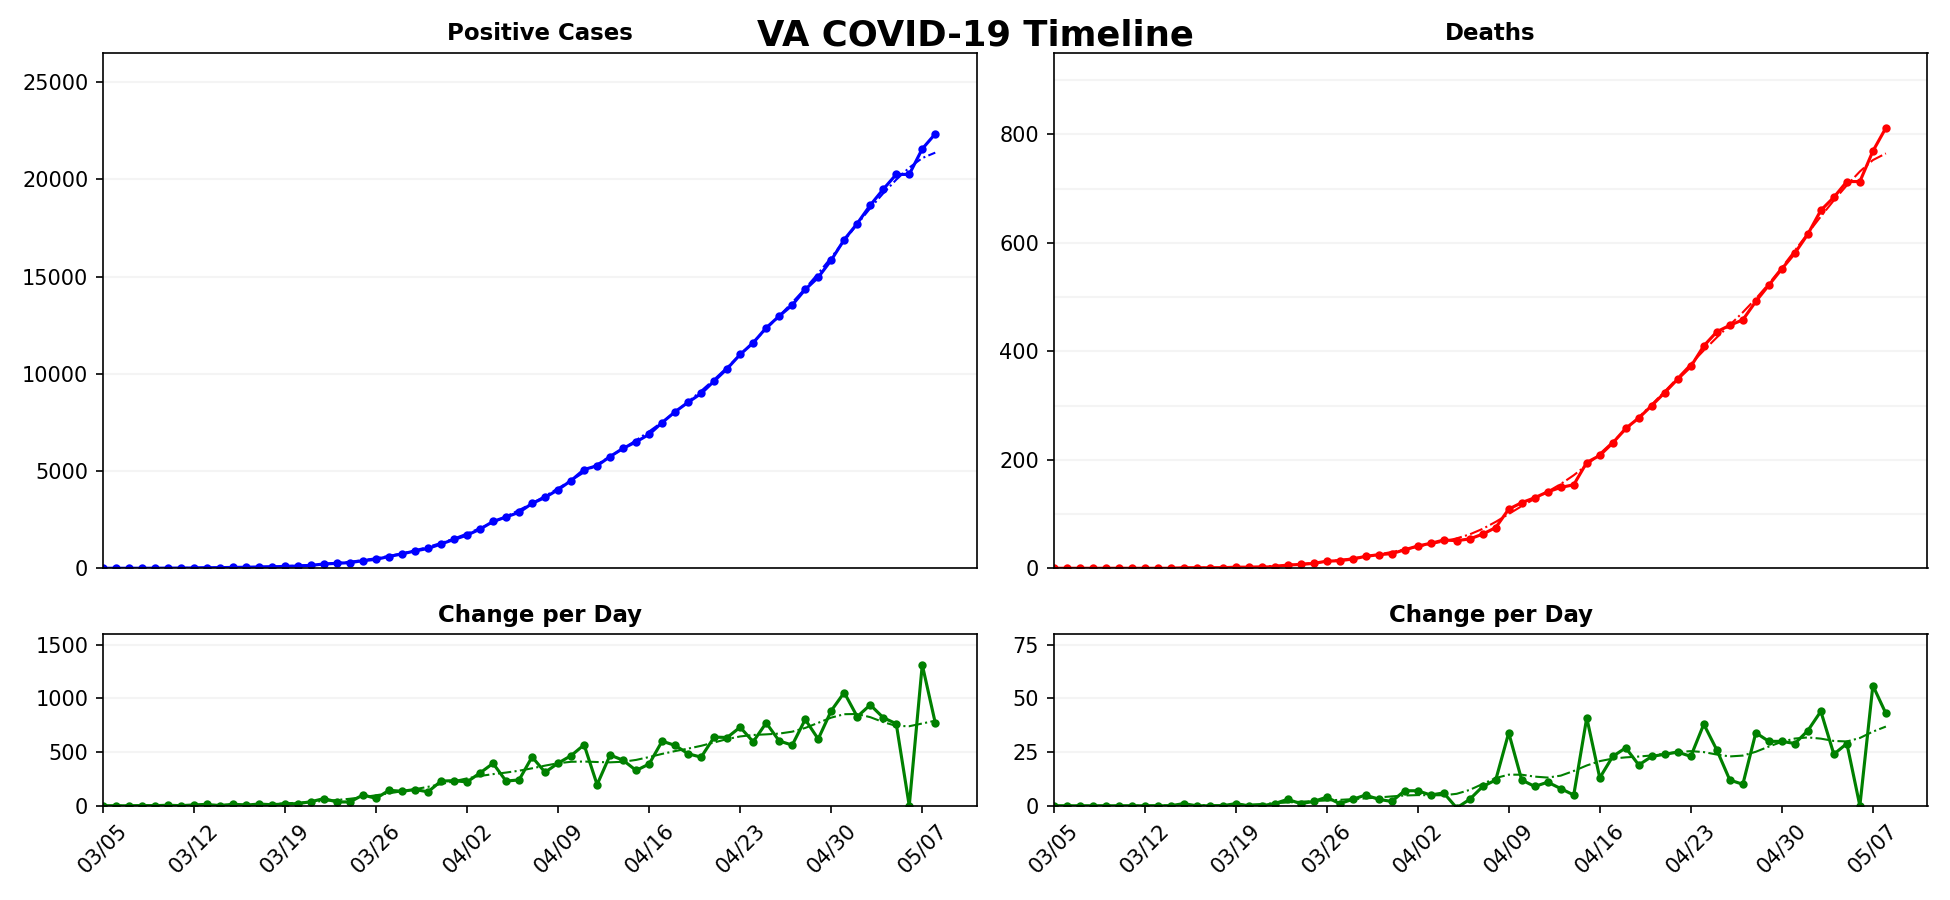 VA COVID-19 Timeline
Positive Cases
25000
20000
15000
10000
5000
0
Deaths
800
600
400
200
0
Change per Day
1500
1000
500
0
03/05 03/12 03/19 03/26 04/02 04/09 04/16 04/23 04/30 05/07
Change per Day
75
50
25
0
03/05 03/12 03/19 03/26 04/02 04/09 04/16 04/23 04/30 05/07